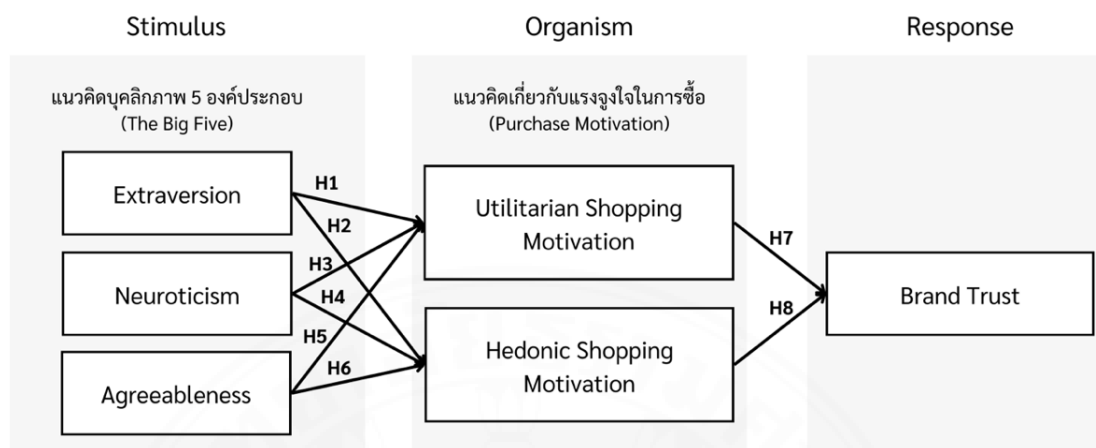 Stimulus
Organism
Response
แนวคิดบุคลิกภาพ 5 องค์ประกอบ
(The Big Five)
แนวคิดเกี่ยวกับแรงจูงใจในการซื้อ
(Purchase Motivation)
Extraversion
Neuroticism
Agreeableness
H1
H2
H3
H4
H5
H6
Utilitarian Shopping
Motivation
Hedonic Shopping
Motivation
H7
H8
Brand Trust